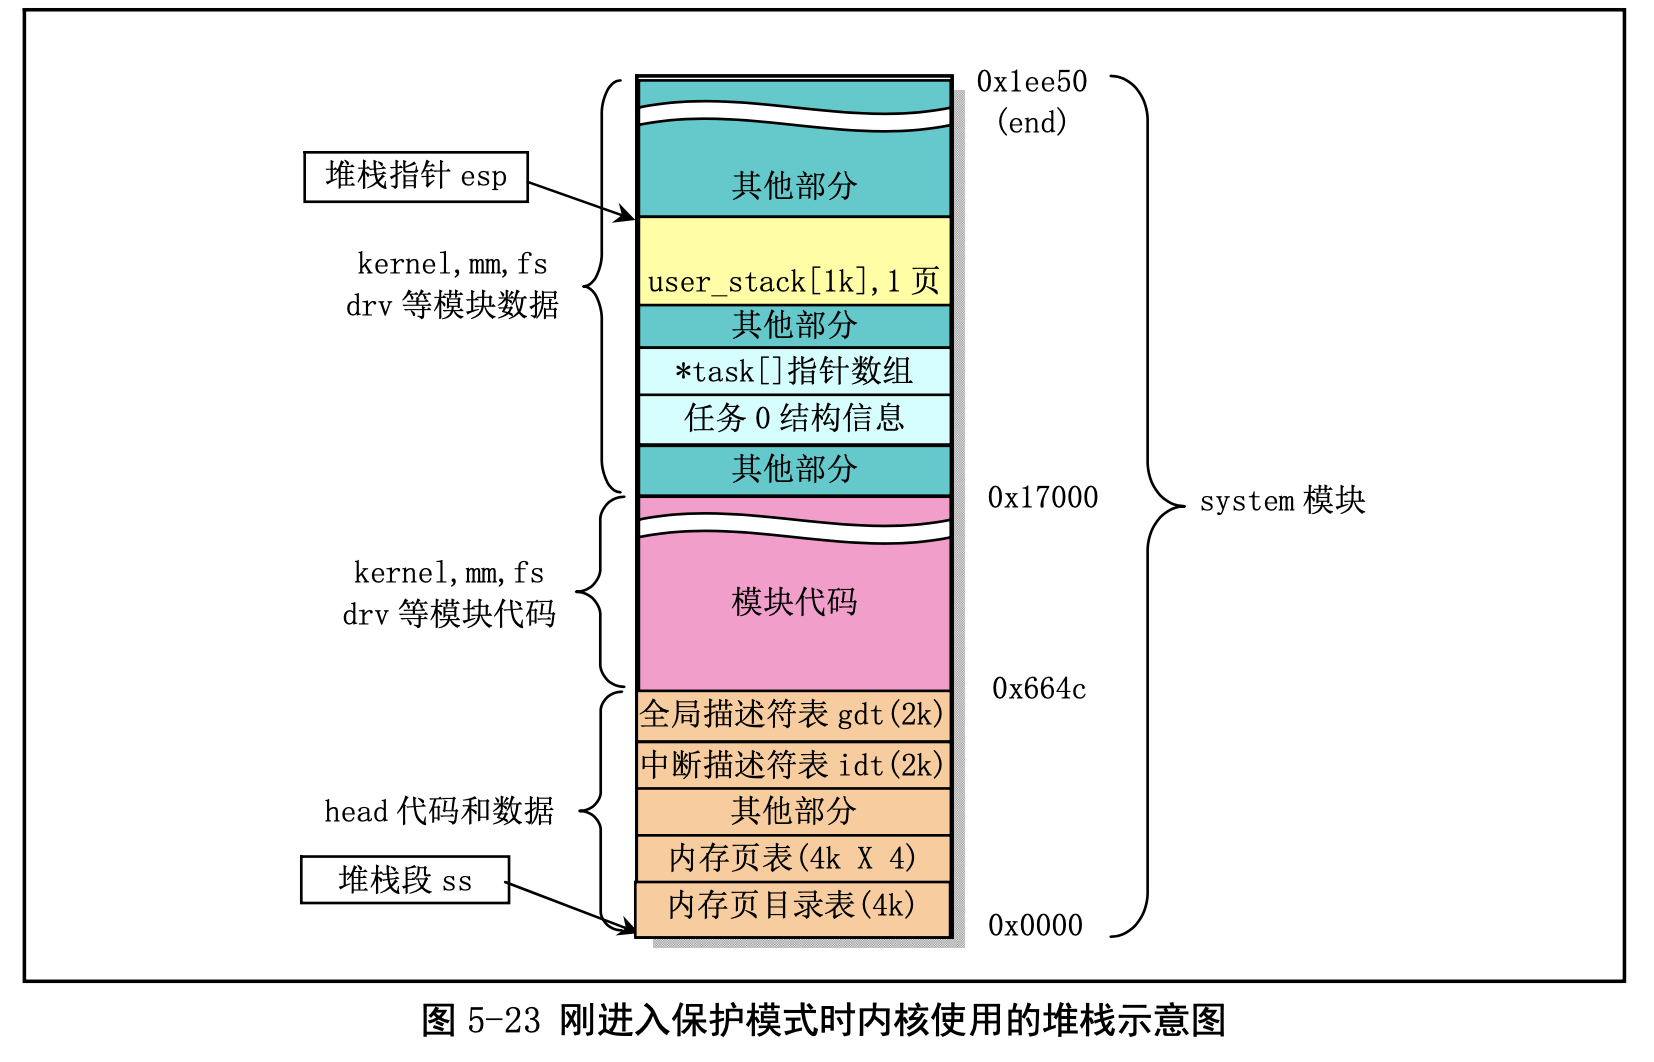 0x1ee50
(end)
其他部分
堆栈指针 esp
kernel,mm,fs
drv 等模块数据
user_stack[1k],1 页
其他部分
*task[]指针数组
任务 0 结构信息
其他部分
0x17000
system 模块
kernel,mm,fs
drv 等模块代码
模块代码
0x664c
全局描述符表 gdt(2k)
中断描述符表 idt(2k)
其他部分
head 代码和数据
内存页表(4k X 4)
堆栈段 ss
内存页目录表(4k)
0x0000
图 5-23 刚进入保护模式时内核使用的堆栈示意图